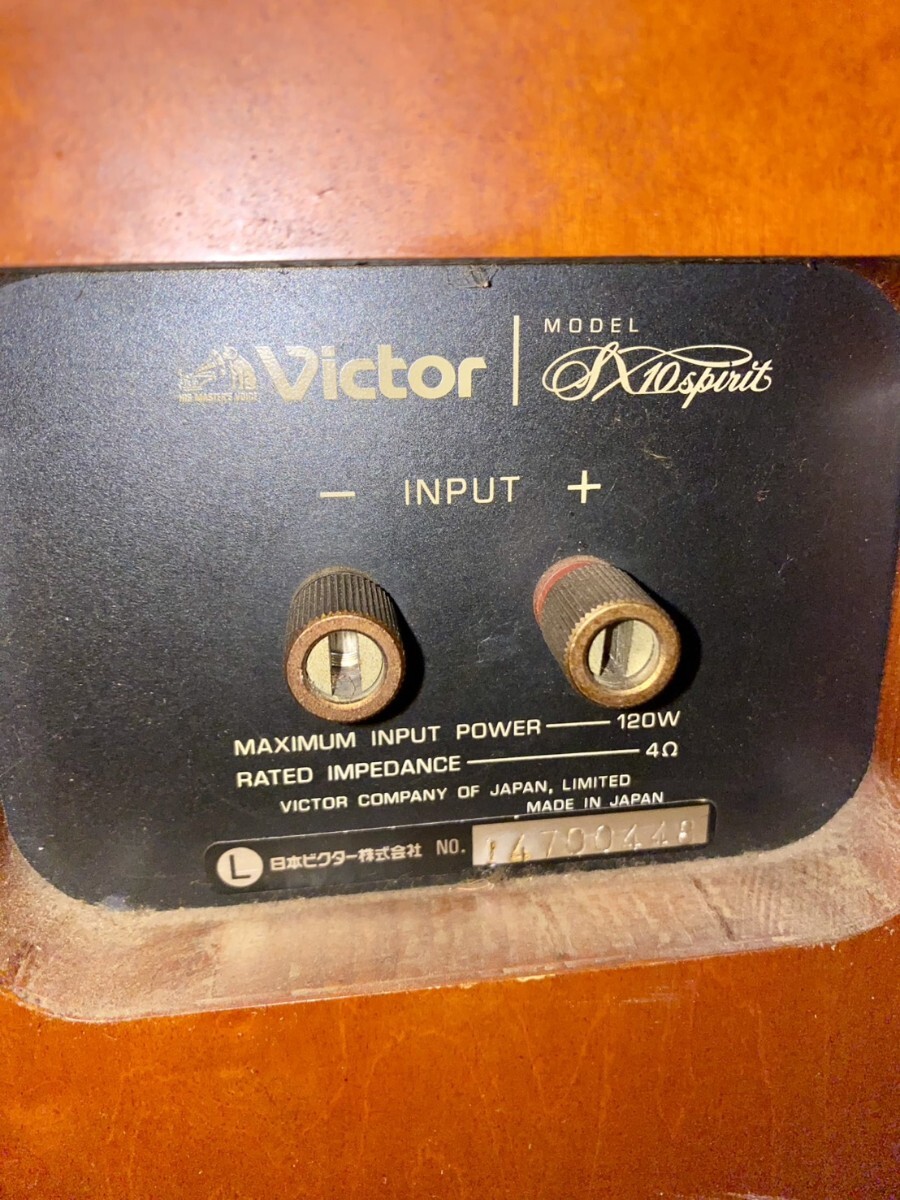 HIS MASTER'S VOICE
Victor
MODEL
SX10spirit
− INPUT +
MAXIMUM INPUT POWER — 120W
RATED IMPEDANCE — 4Ω
VICTOR COMPANY OF JAPAN, LIMITED
MADE IN JAPAN
L 日本ビクター株式会社 NO. 14700448